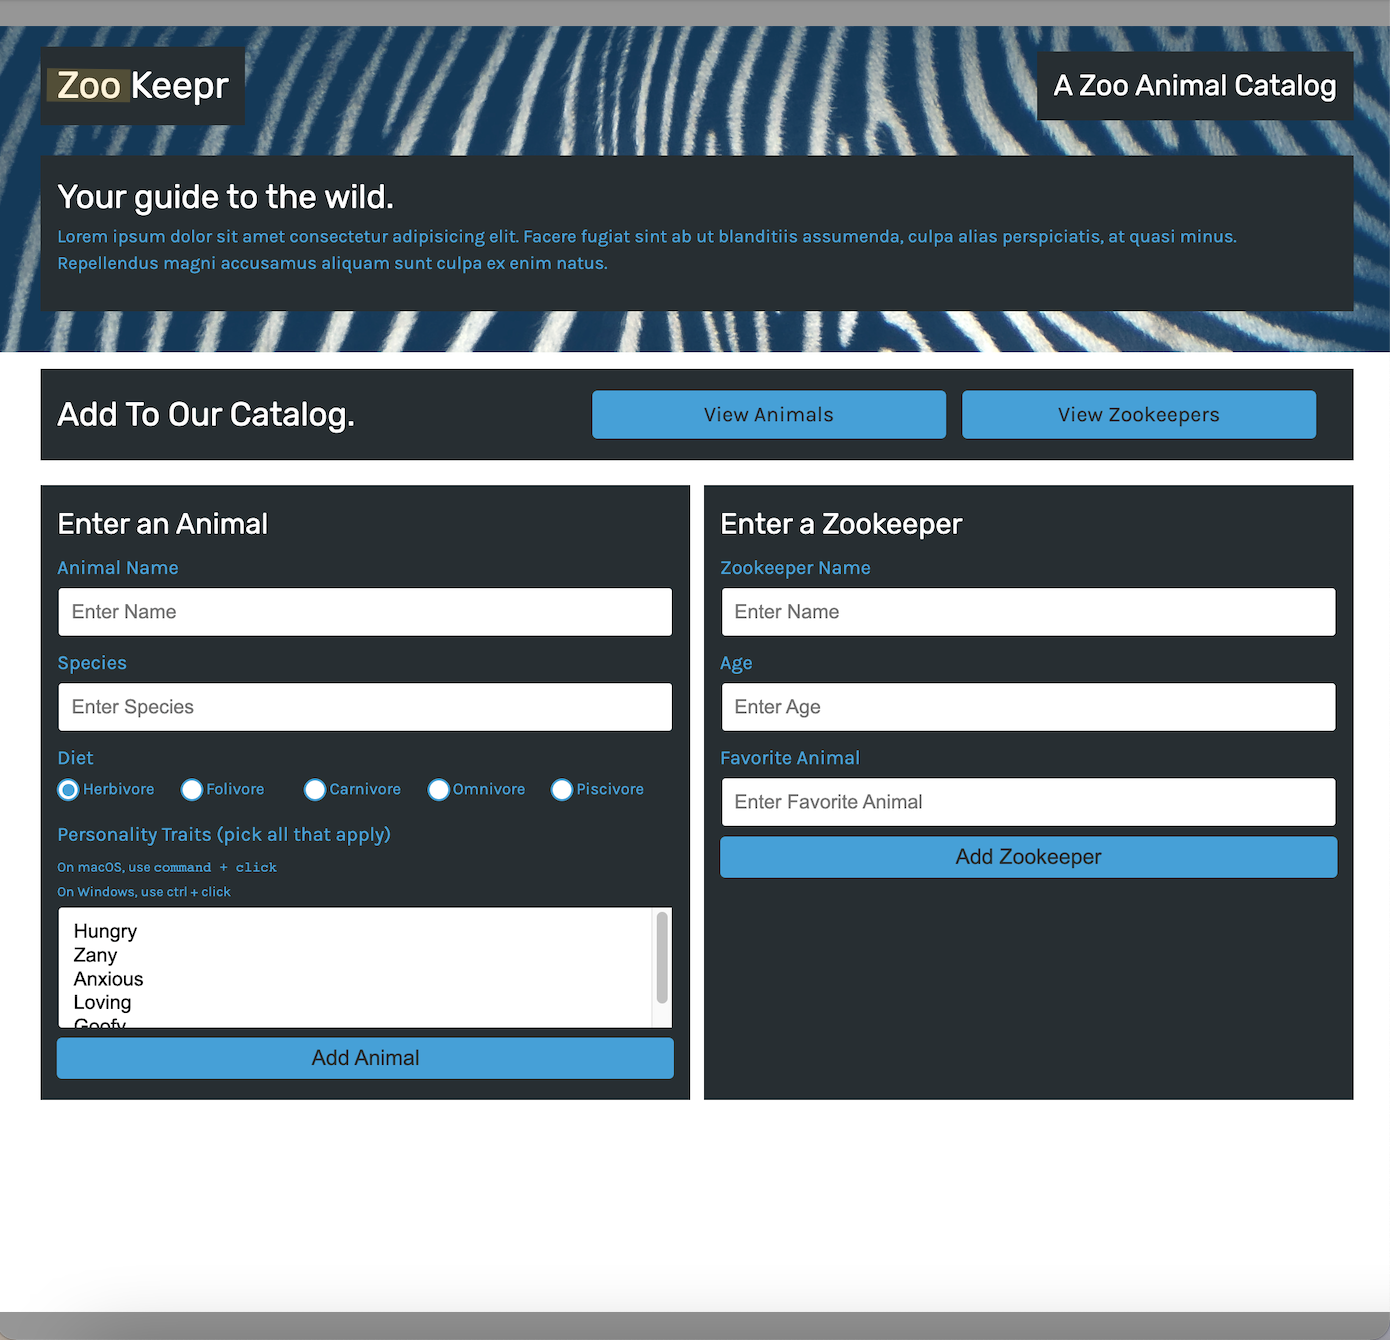 Zoo Keepr
A Zoo Animal Catalog
Your guide to the wild.
Lorem ipsum dolor sit amet consectetur adipisicing elit. Facere fugiat sint ab ut blanditiis assumenda, culpa alias perspiciatis, at quasi minus.
Repellendus magni accusamus aliquam sunt culpa ex enim natus.
Add To Our Catalog.
View Animals
View Zookeepers
Enter an Animal
Animal Name
Enter Name
Species
Enter Species
Diet
Herbivore Folivore Carnivore Omnivore Piscivore
Personality Traits (pick all that apply)
On macOS, use command + click
On Windows, use ctrl + click
Hungry
Zany
Anxious
Loving
Goofy
Add Animal
Enter a Zookeeper
Zookeeper Name
Enter Name
Age
Enter Age
Favorite Animal
Enter Favorite Animal
Add Zookeeper